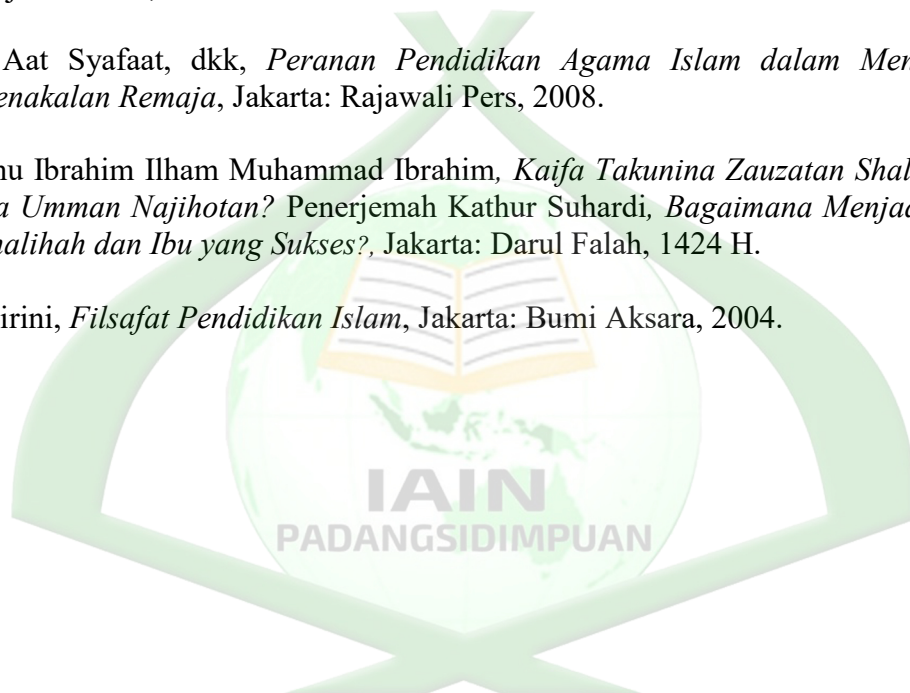 Aat Syafaat, dkk, Peranan Pendidikan Agama Islam dalam Men
enakalan Remaja, Jakarta: Rajawali Pers, 2008.
nu Ibrahim Ilham Muhammad Ibrahim, Kaifa Takunina Zauzatan Shal
a Umman Najihotan? Penerjemah Kathur Suhardi, Bagaimana Menja
alihah dan Ibu yang Sukses?, Jakarta: Darul Falah, 1424 H.
irini, Filsafat Pendidikan Islam, Jakarta: Bumi Aksara, 2004.
IAIN
PADANGSIDIMPUAN